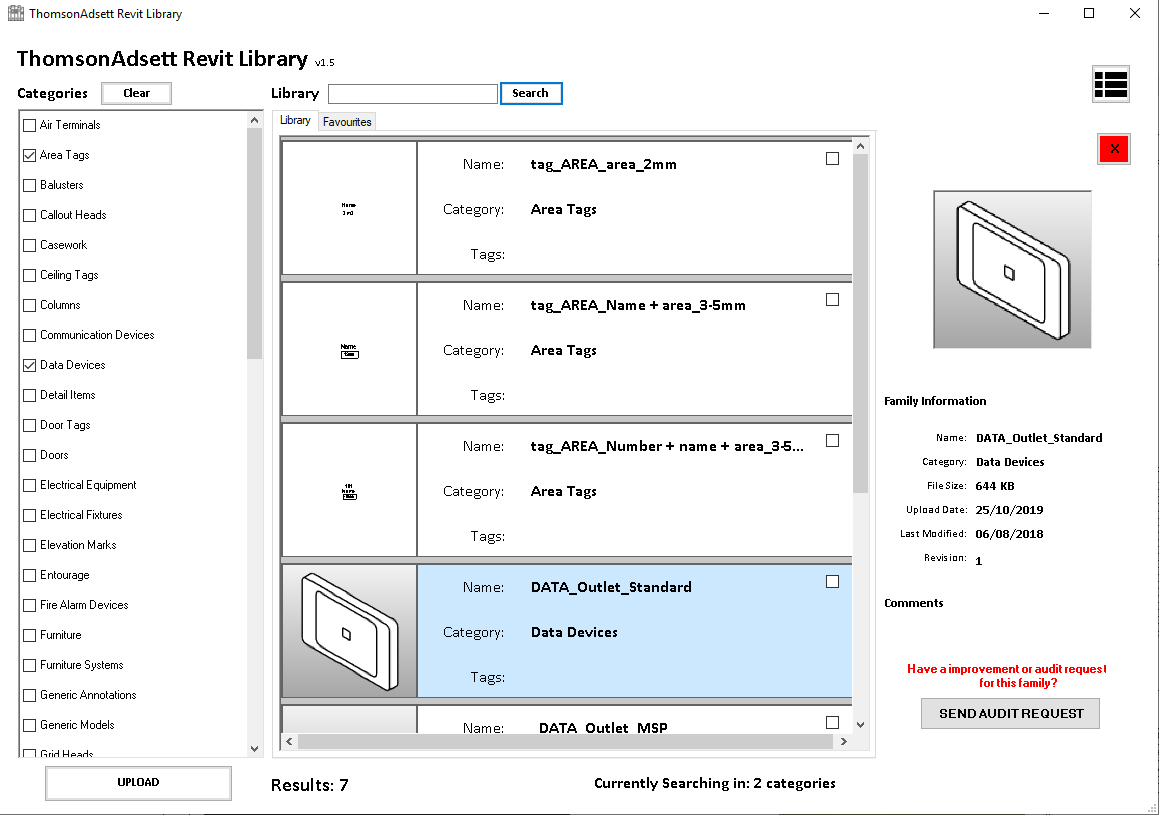 ThomsonAdsett Revit Library
ThomsonAdsett Revit Library v1.5
Categories Clear
Air Terminals
Area Tags
Balusters
Callout Heads
Casework
Ceiling Tags
Columns
Communication Devices
Data Devices
Detail Items
Door Tags
Doors
Electrical Equipment
Electrical Fixtures
Elevation Marks
Entourage
Fire Alarm Devices
Furniture
Furniture Systems
Generic Annotations
Generic Models
Grid Heads
UPLOAD
Library Search
Library Favourites
Name: tag_AREA_area_2mm
Category: Area Tags
Tags:
Name
Name: tag_AREA_Name + area_3-5mm
Category: Area Tags
Tags:
Name
Name: tag_AREA_Number + name + area_3-5...
Category: Area Tags
Tags:
101
Name
Name: DATA_Outlet_Standard
Category: Data Devices
Tags:
Name: DATA_Outlet_MSP
Results: 7
Currently Searching in: 2 categories
X
Family Information
Name: DATA_Outlet_Standard
Category: Data Devices
File Size: 644 KB
Upload Date: 25/10/2019
Last Modified: 06/08/2018
Revision: 1
Comments
Have a improvement or audit request
for this family?
SEND AUDIT REQUEST